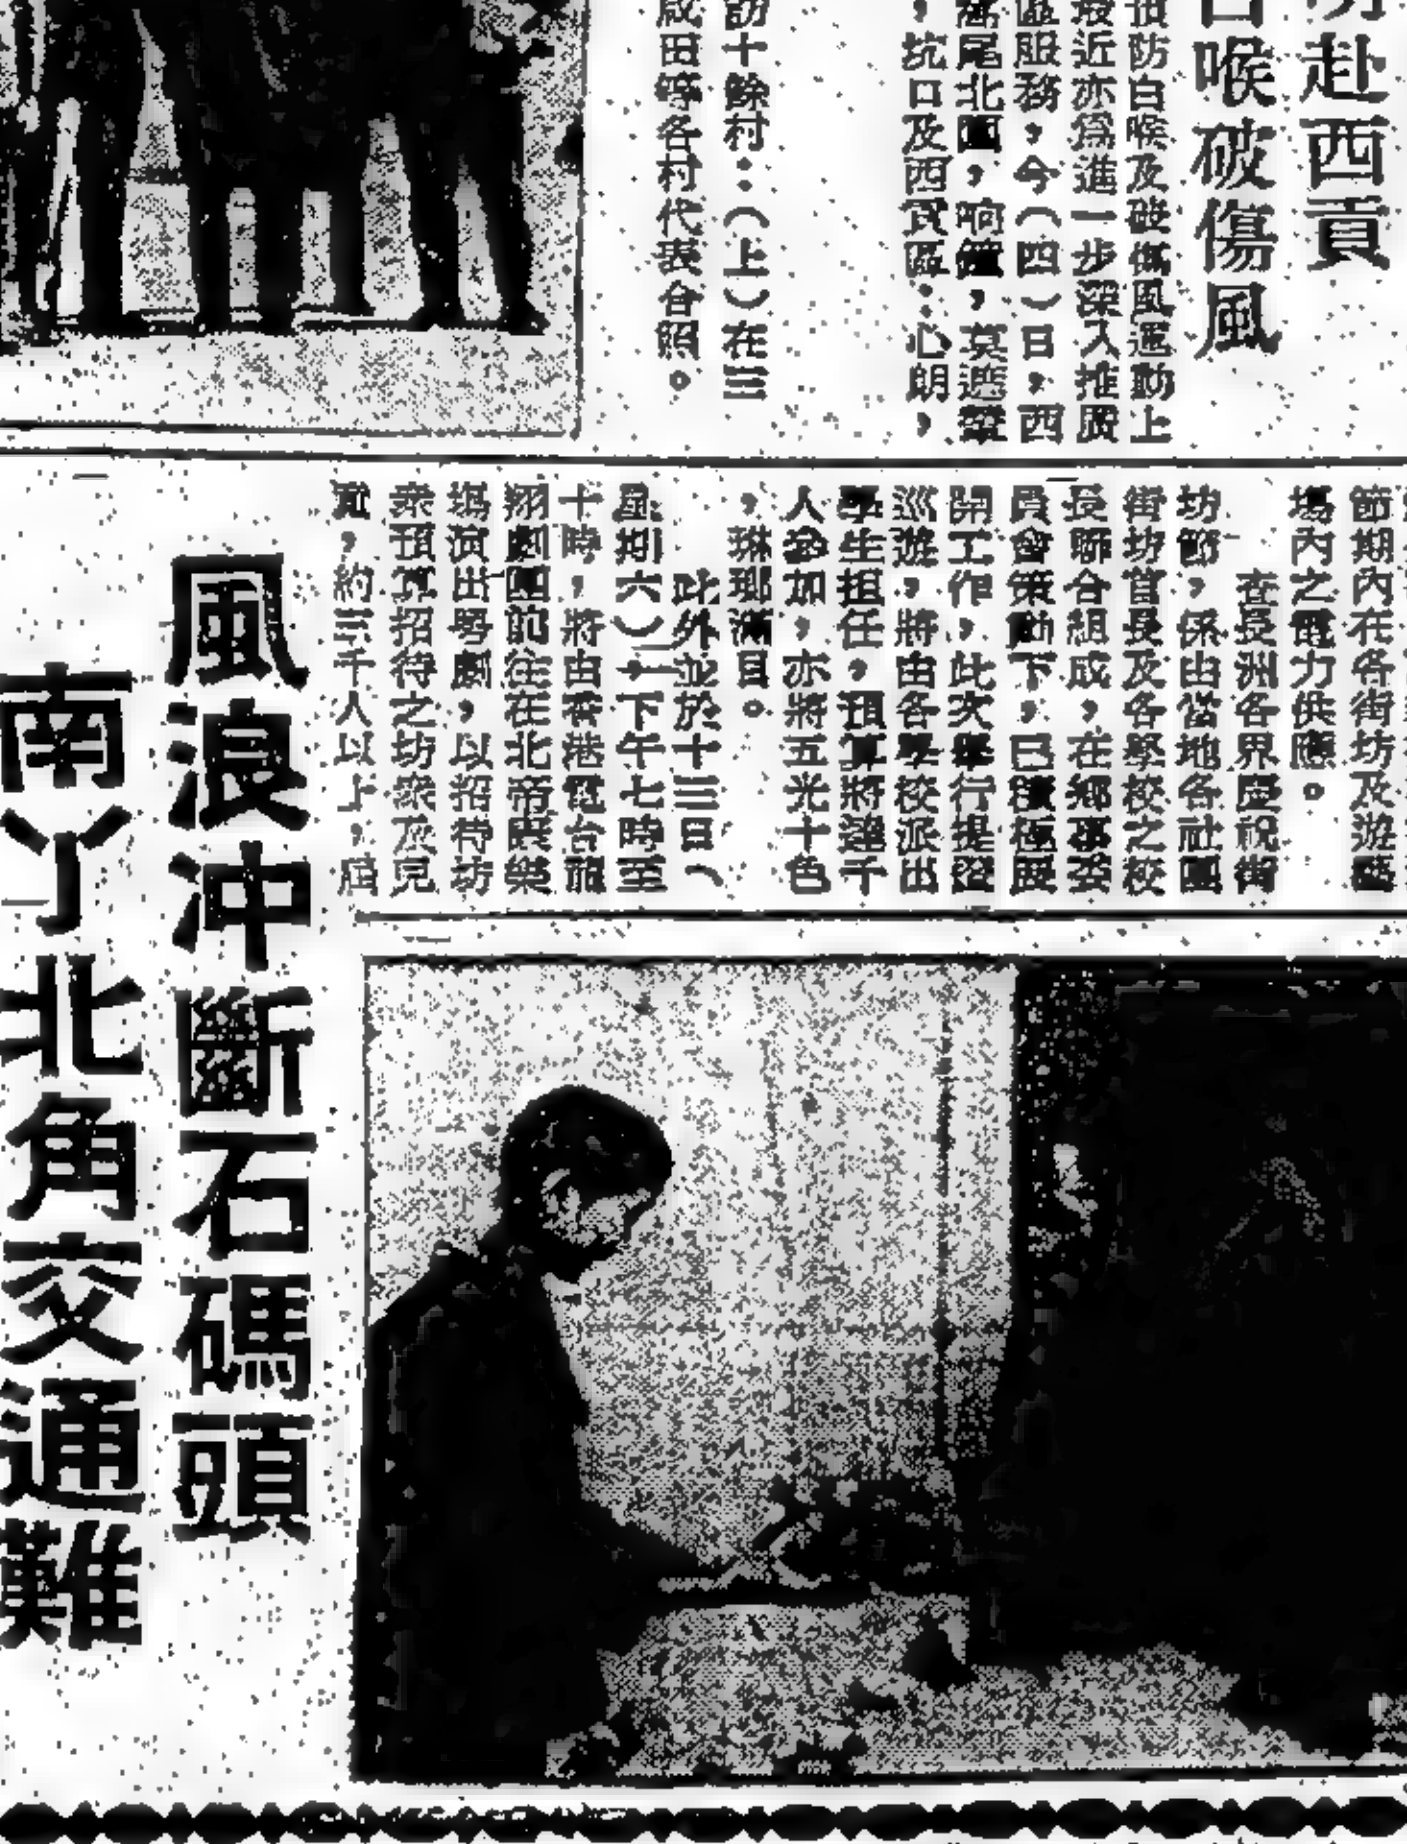 赴西貢
白喉破傷風
預防白喉及破傷風運動上
最近亦爲進一步深入推廣
區服務，今（四）日，西
窩尾北圍，响鐘，莫遮輋
，坑口及西貢區：心朗，
訪十餘村：（上）在三
咸田等各村代表合照。
節期內在各街坊及遊藝
塲內之電力供應。
查長洲各界慶祝街
坊節，係由當地各社團
街坊首長及各學校之校
長聯合組成，在鄉事委
員會策動下，已積極展
開工作，此次舉行提燈
巡遊，將由各學校派出
學生担任，預算將達千
人參加，亦將五光十色
，琳瑯滿目。
此外並於十三日（
星期六）下午七時至
十時，將由香港電台龍
翔劇團前往在北帝廟樂
塲演出粤劇，以招待坊
衆預算招待之坊衆及兒
童，約三千人以上，屆
風浪沖斷石碼頭
南丫北角交通難